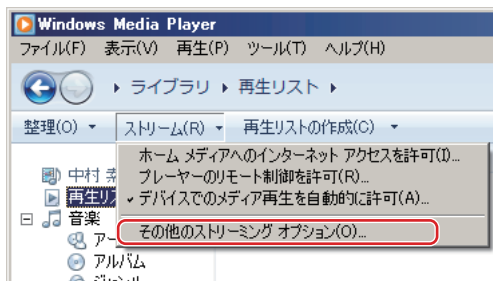 Windows Media Player
ファイル(F) 表示(V) 再生(P) ツール(T) ヘルプ(H)
ライブラリ 再生リスト
整理(O) ストリーム(R) 再生リストの作成(C)
ホーム メディアへのインターネット アクセスを許可(I)...
プレーヤーのリモート制御を許可(R)...
デバイスでのメディア再生を自動的に許可(A)...
その他のストリーミング オプション(O)...
中村
再生リ
音楽
アー
アルバム